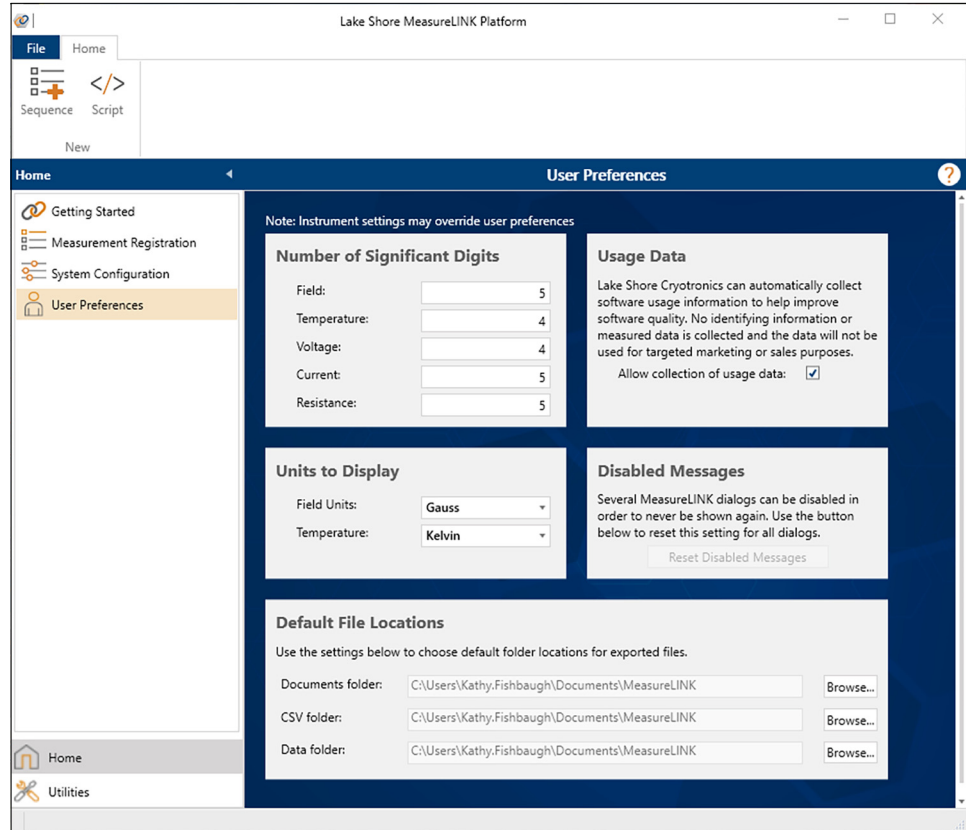 Lake Shore MeasureLINK Platform
File
Home
Sequence
Script
New
Home
User Preferences
?
Getting Started
Measurement Registration
System Configuration
User Preferences
Note: Instrument settings may override user preferences
Number of Significant Digits
Field: 5
Temperature: 4
Voltage: 4
Current: 5
Resistance: 5
Usage Data
Lake Shore Cryotronics can automatically collect
software usage information to help improve
software quality. No identifying information or
measured data is collected and the data will not be
used for targeted marketing or sales purposes.
Allow collection of usage data:
Units to Display
Field Units: Gauss
Temperature: Kelvin
Disabled Messages
Several MeasureLINK dialogs can be disabled in
order to never be shown again. Use the button
below to reset this setting for all dialogs.
Reset Disabled Messages
Default File Locations
Use the settings below to choose default folder locations for exported files.
Documents folder: C:\Users\Kathy.Fishbaugh\Documents\MeasureLINK Browse...
CSV folder: C:\Users\Kathy.Fishbaugh\Documents\MeasureLINK Browse...
Data folder: C:\Users\Kathy.Fishbaugh\Documents\MeasureLINK Browse...
Home
Utilities